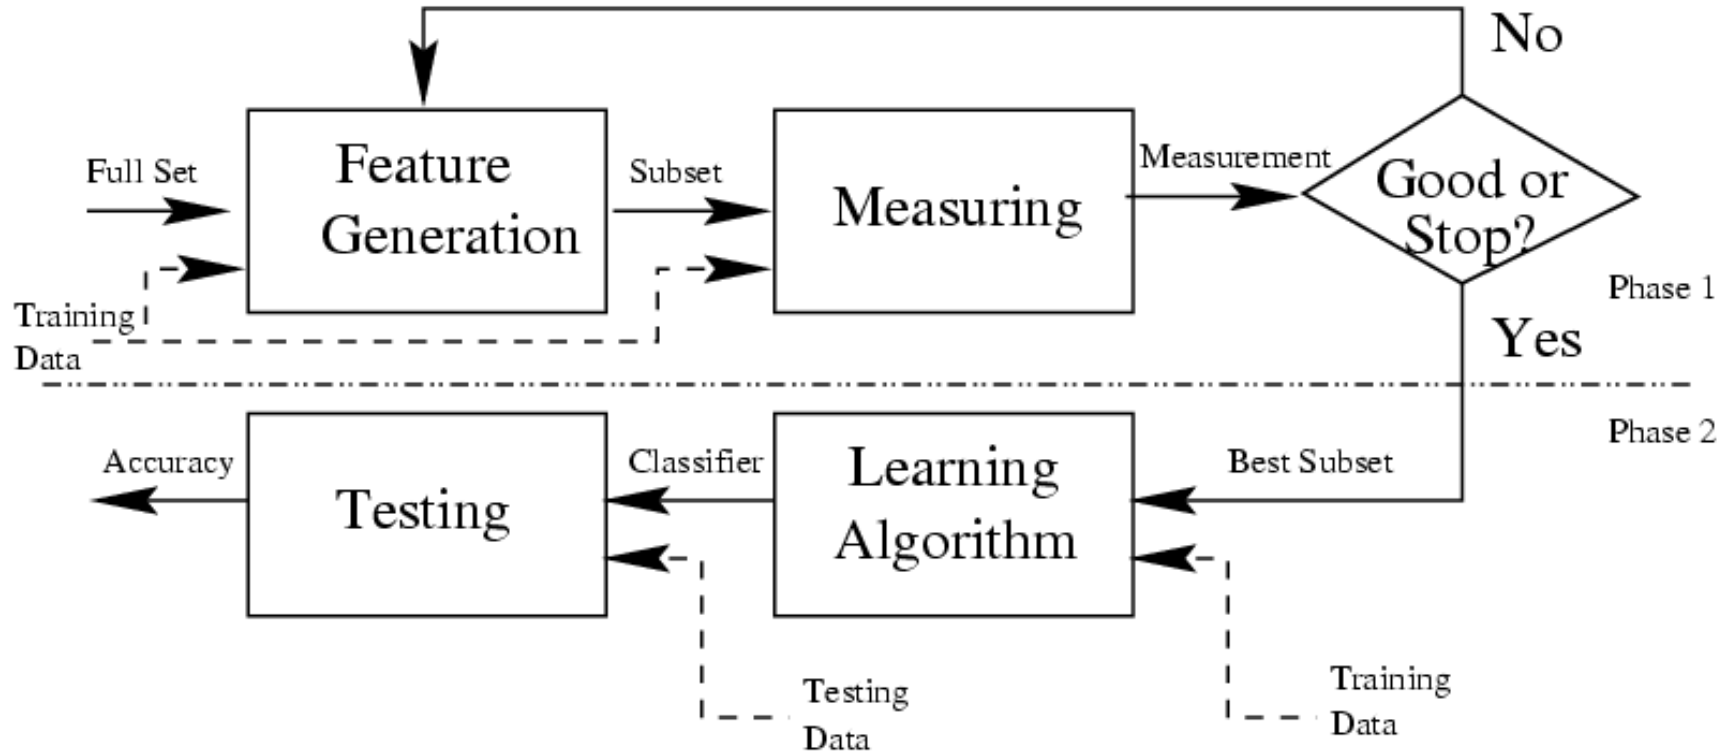 No
Feature
Generation
Full Set
Subset
Measuring
Measurement
Good or
Stop?
Phase 1
Training
Data
Yes
Phase 2
Accuracy
Testing
Classifier
Learning
Algorithm
Best Subset
Testing
Data
Training
Data